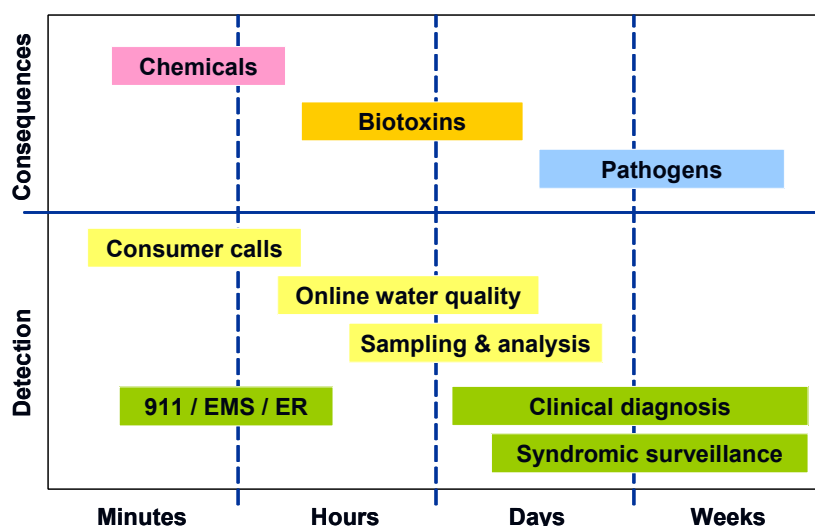 Consequences
Chemicals
Biotoxins
Pathogens
Detection
Consumer calls
Online water quality
Sampling & analysis
911 / EMS / ER
Clinical diagnosis
Syndromic surveillance
Minutes
Hours
Days
Weeks